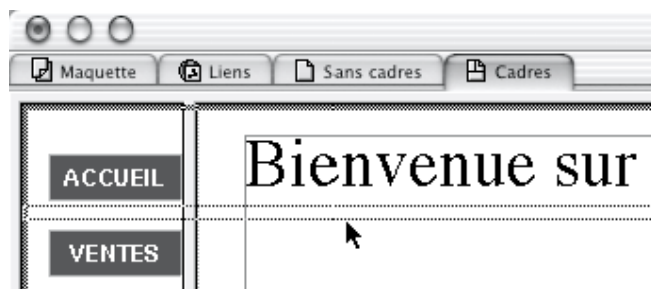 Maquette Liens Sans cadres Cadres
ACCUEIL Bienvenue sur
VENTES